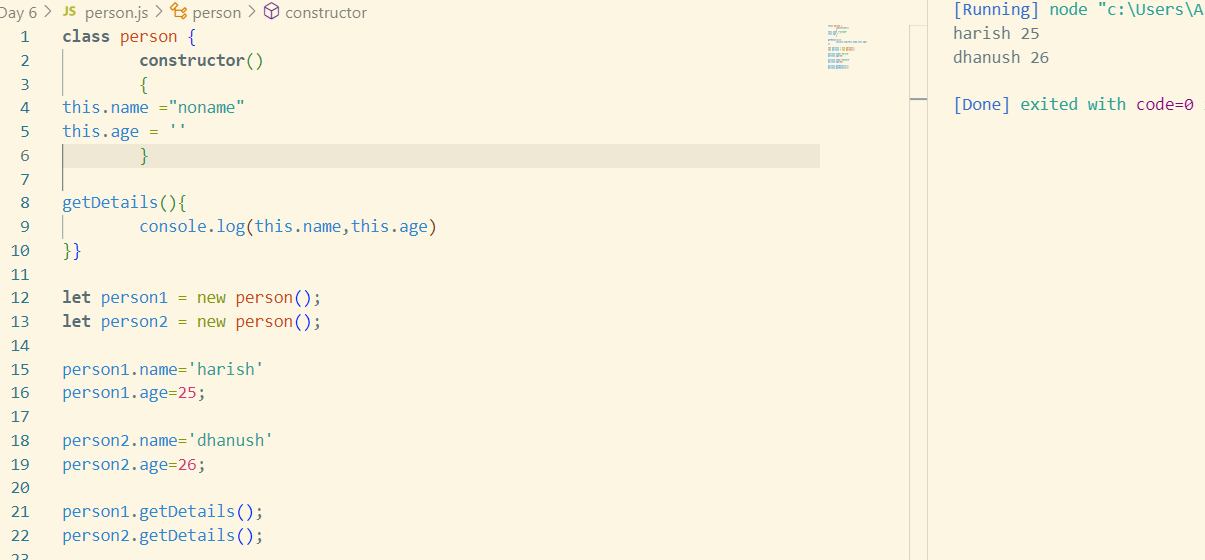 Day 6 > JS person.js > person > constructor
1 class person {
2 constructor()
3 {
4 this.name ="noname"
5 this.age = ''
6 }
7
8 getDetails(){
9 console.log(this.name,this.age)
10 }}
11
12 let person1 = new person();
13 let person2 = new person();
14
15 person1.name='harish'
16 person1.age=25;
17
18 person2.name='dhanush'
19 person2.age=26;
20
21 person1.getDetails();
22 person2.getDetails();
23
[Running] node "c:\Users\A
harish 25
dhanush 26
[Done] exited with code=0